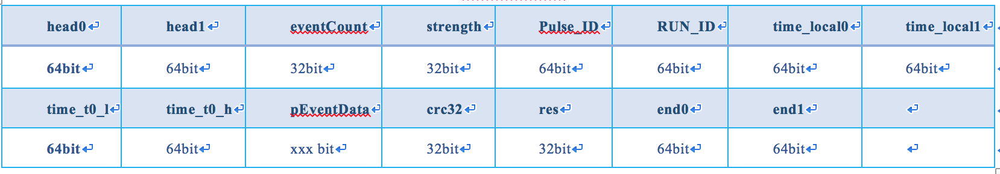 head0 head1 eventCount strength Pulse_ID RUN_ID time_local0 time_local1
64bit 64bit 32bit 32bit 64bit 64bit 64bit 64bit
time_t0_l time_t0_h pEventData crc32 res end0 end1
64bit 64bit xxx bit 32bit 32bit 64bit 64bit